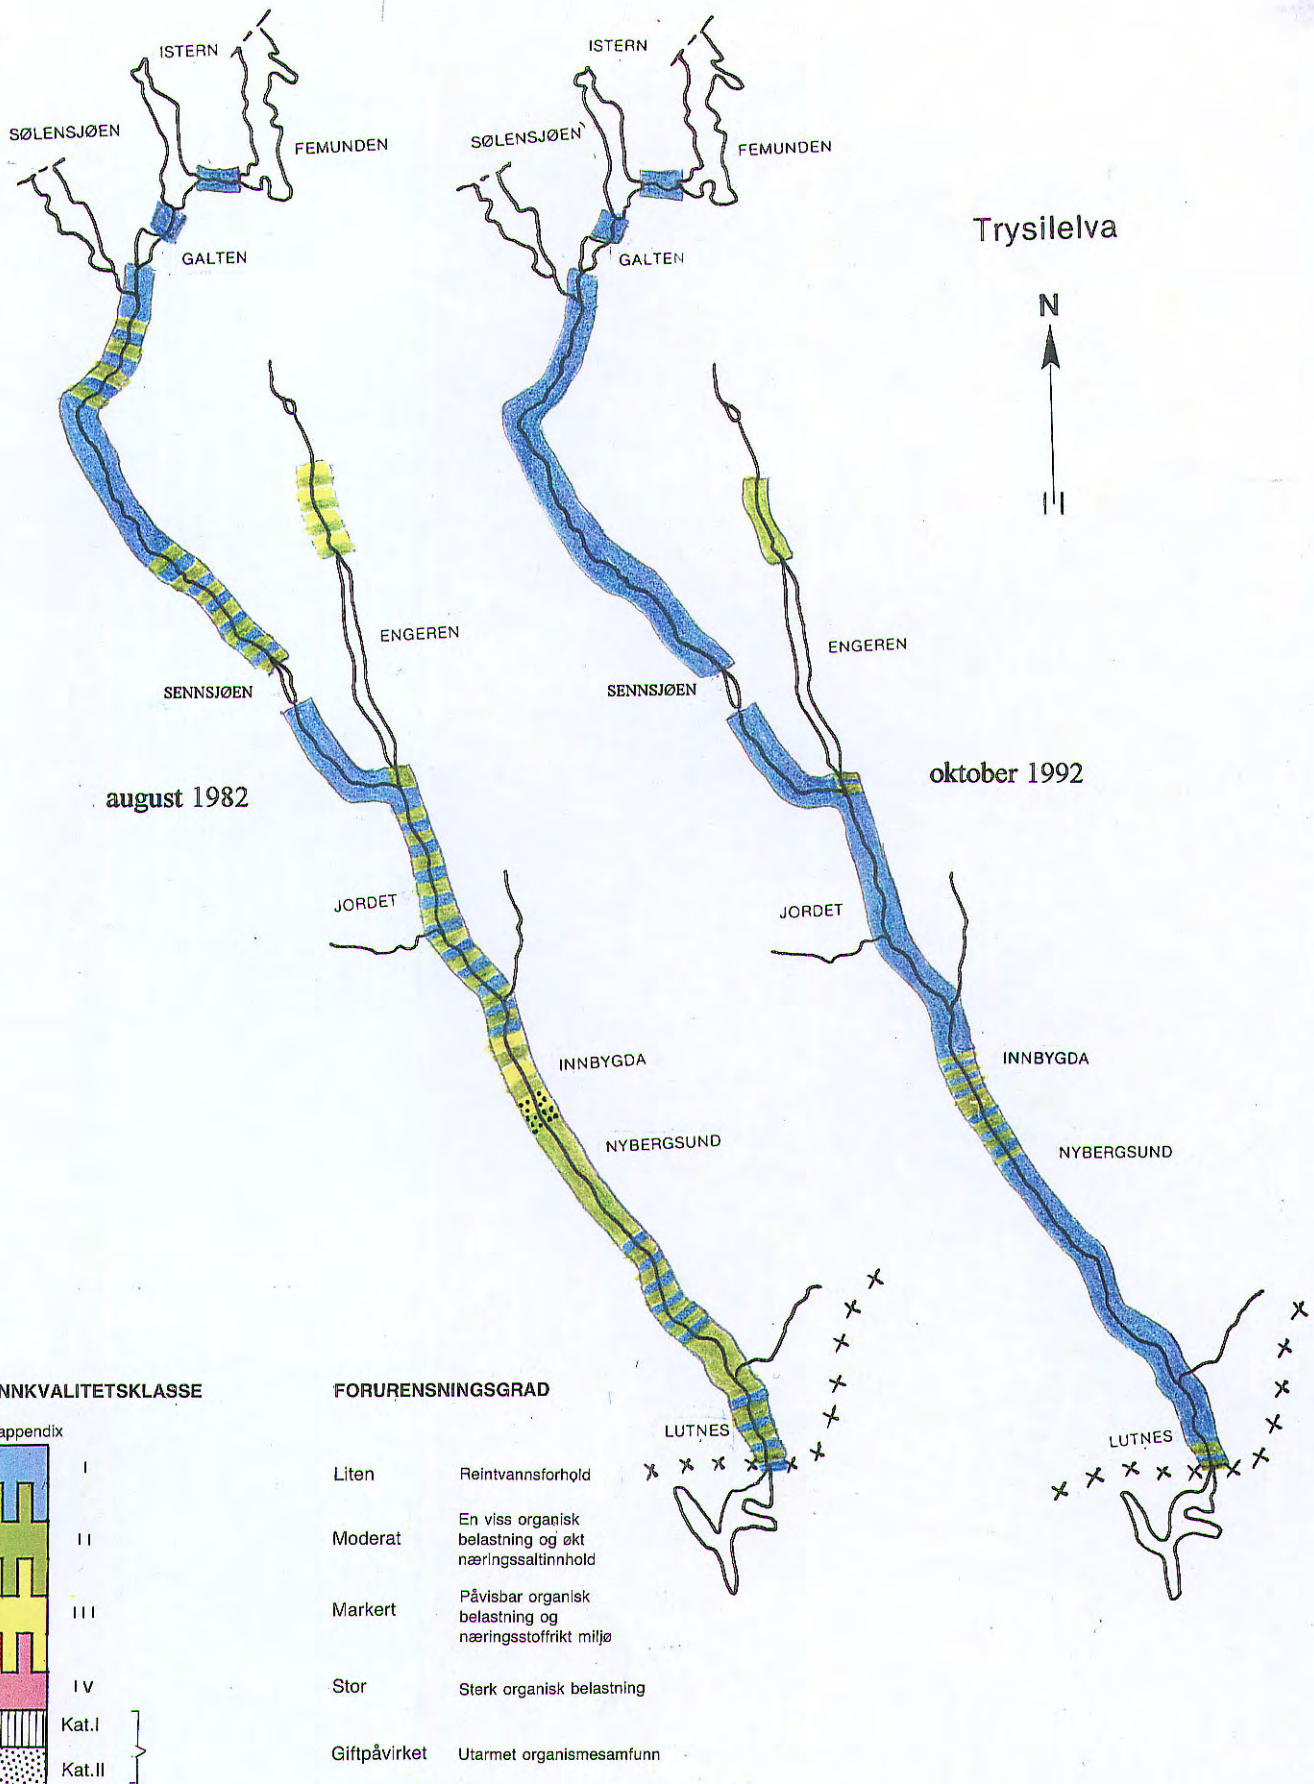 ISTERN
SØLENSJØEN
FEMUNDEN
GALTEN
ENGEREN
SENNSJØEN
august 1982
JORDET
INNBYGDA
NYBERGSUND
LUTNES
ISTERN
SØLENSJØEN
FEMUNDEN
GALTEN
Trysilelva
N
ENGEREN
SENNSJØEN
oktober 1992
JORDET
INNBYGDA
NYBERGSUND
LUTNES
NNKVALITETSKLASSE
appendix
I
II
III
IV
Kat.I
Kat.II
FORURENSNINGSGRAD
Liten Reintvannsforhold
Moderat En viss organisk
belastning og økt
næringssaltinnhold
Markert Påvisbar organisk
belastning og
næringsstoffrikt miljø
Stor Sterk organisk belastning
Giftpåvirket Utarmet organismesamfunn